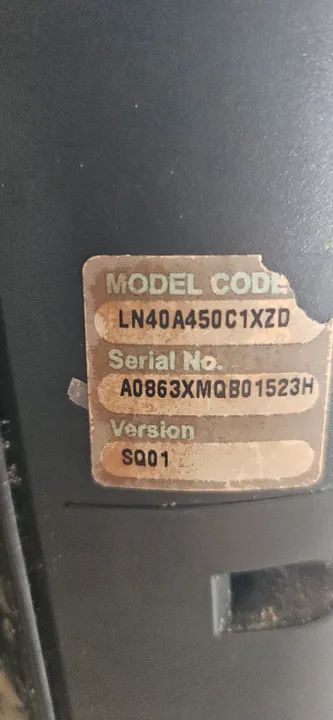 MODEL CODE
LN40A450C1XZD
Serial No.
A0863XMQB01523H
Version
SQ01